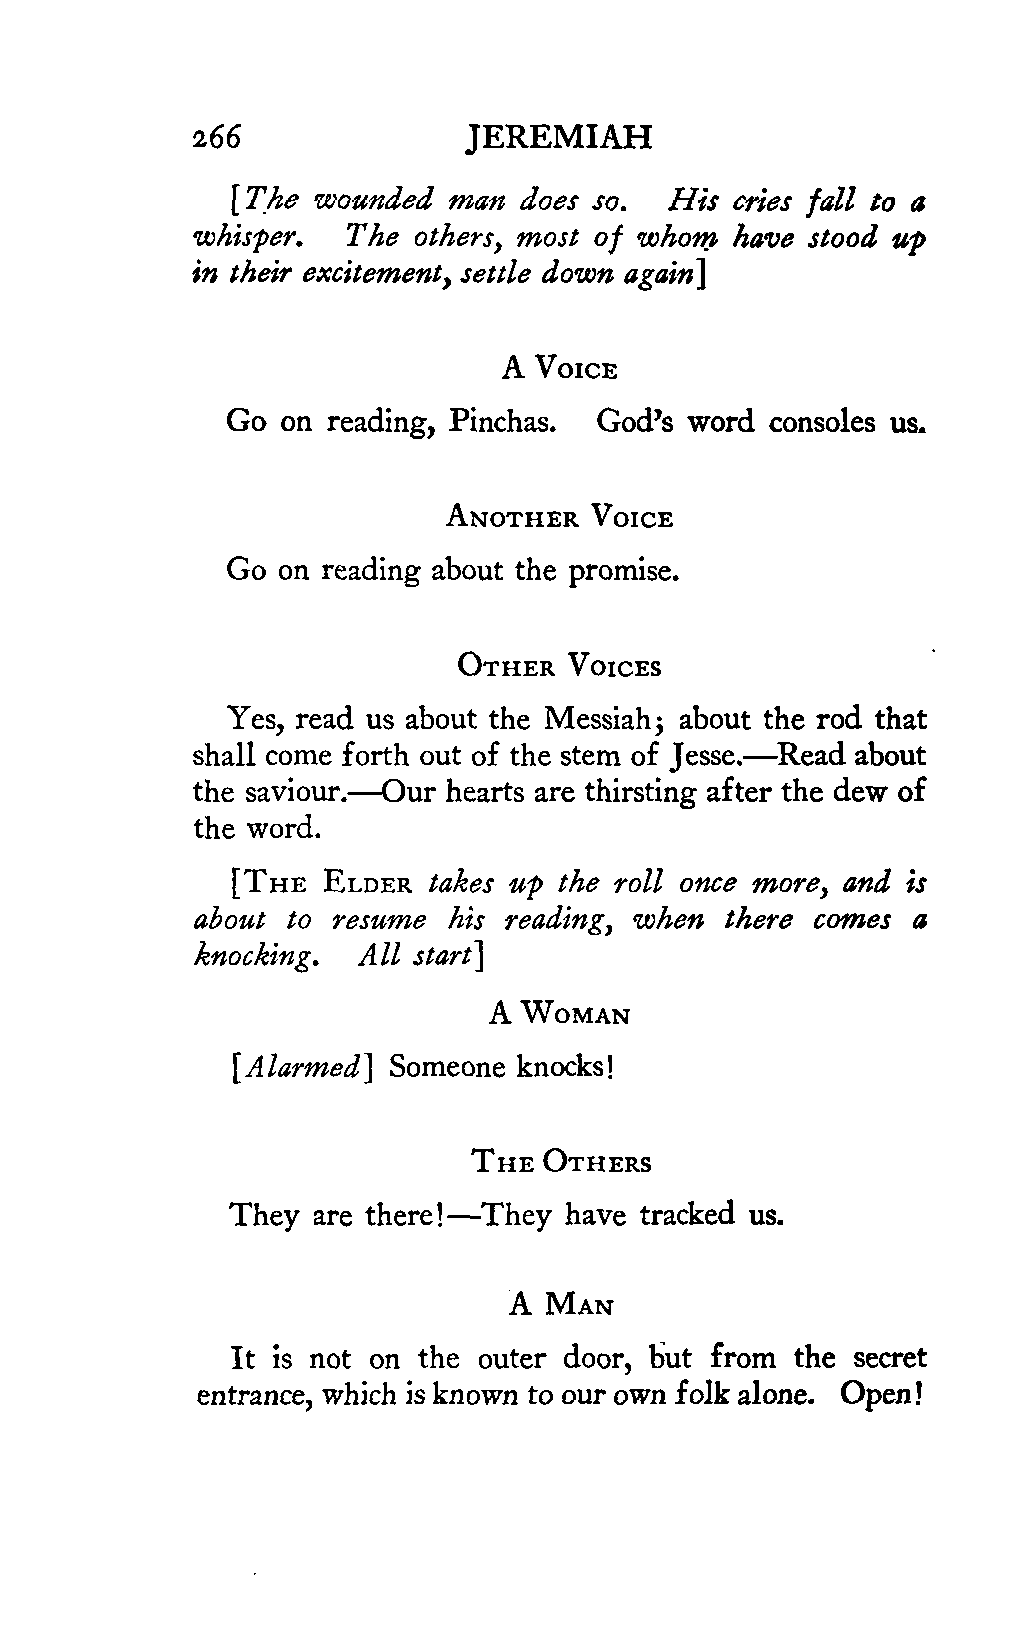 266 JEREMIAH
[The wounded man does so. His cries fall to a
whisper. The others, most of whom have stood up
in their excitement, settle down again]
A VOICE
Go on reading, Pinchas. God's word consoles us.
ANOTHER VOICE
Go on reading about the promise.
OTHER VOICES
Yes, read us about the Messiah; about the rod that
shall come forth out of the stem of Jesse.—Read about
the saviour.—Our hearts are thirsting after the dew of
the word.
[THE ELDER takes up the roll once more, and is
about to resume his reading, when there comes a
knocking. All start]
A WOMAN
[Alarmed] Someone knocks!
THE OTHERS
They are there!—They have tracked us.
A MAN
It is not on the outer door, but from the secret
entrance, which is known to our own folk alone. Open!